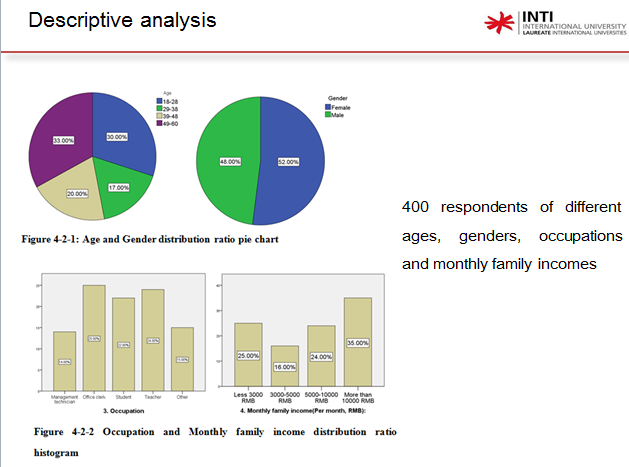 Descriptive analysis
INTI
INTERNATIONAL UNIVERSITY
LAUREATE INTERNATIONAL UNIVERSITIES
Age
18-28
29-38
39-48
49-60
33.00%
30.00%
20.00%
17.00%
Gender
Female
Male
48.00%
52.00%
Figure 4-2-1: Age and Gender distribution ratio pie chart
400 respondents of different
ages, genders, occupations
and monthly family incomes
Management technician
Office clerk
Student
Teacher
Other
3. Occupation
25.00%
16.00%
24.00%
35.00%
Less 3000 RMB
3000-5000 RMB
5000-10000 RMB
More than 10000 RMB
4. Monthly family income(Per month, RMB):
Figure 4-2-2 Occupation and Monthly family income distribution ratio
histogram